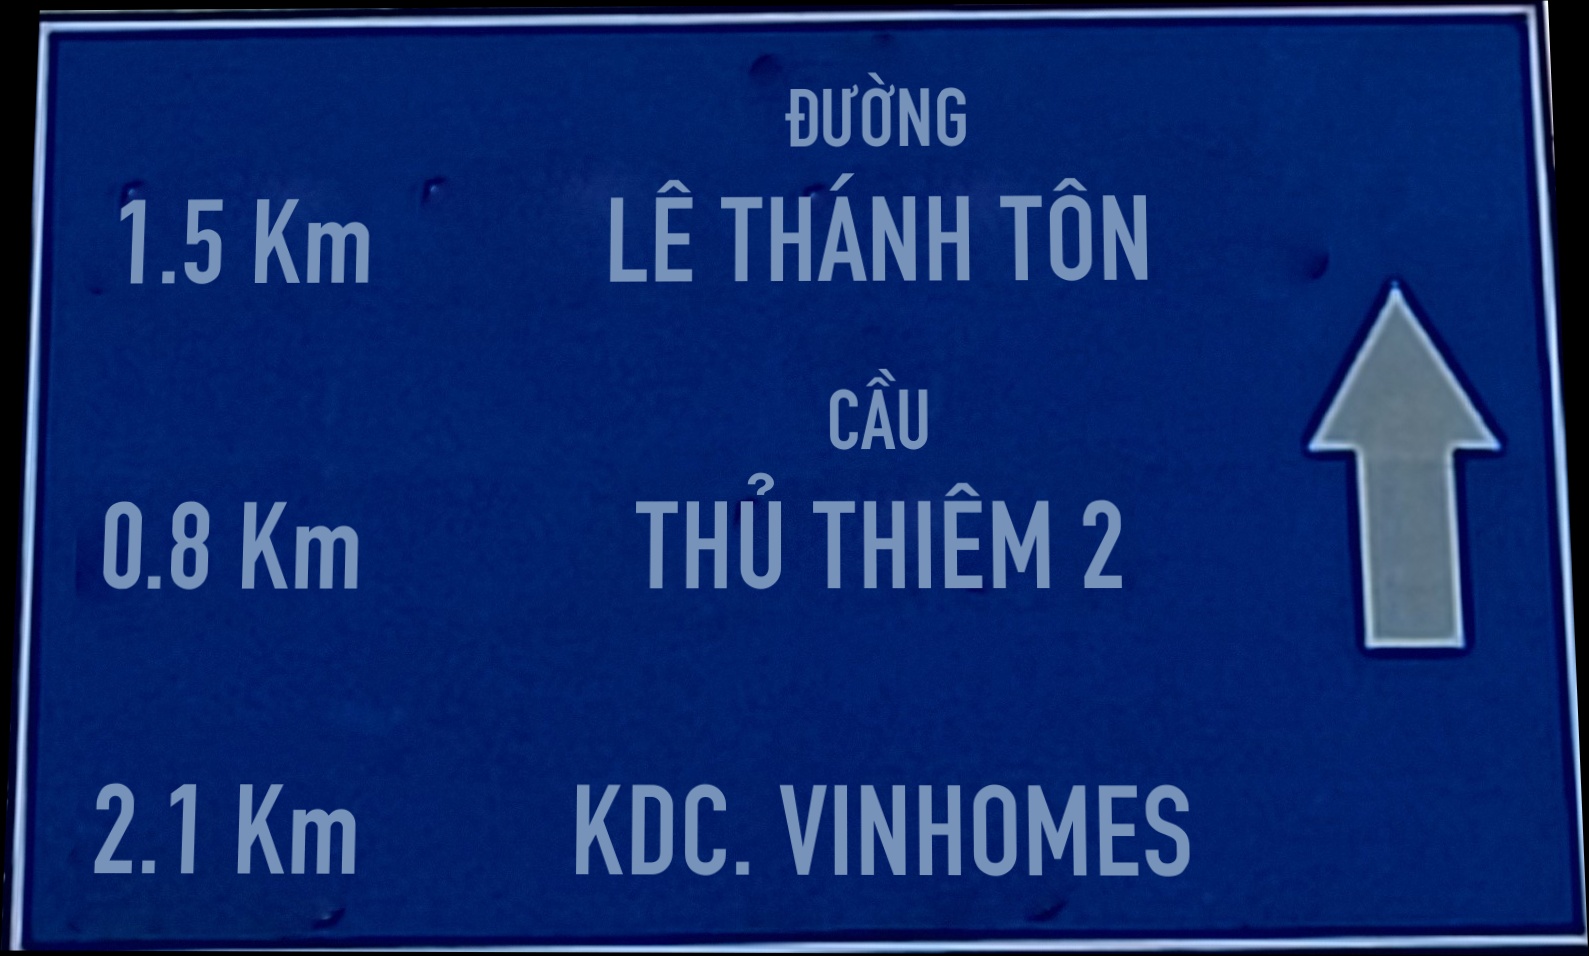 ĐƯỜNG
1.5 Km LÊ THÁNH TÔN
CẦU
0.8 Km THỦ THIÊM 2
2.1 Km KDC. VINHOMES